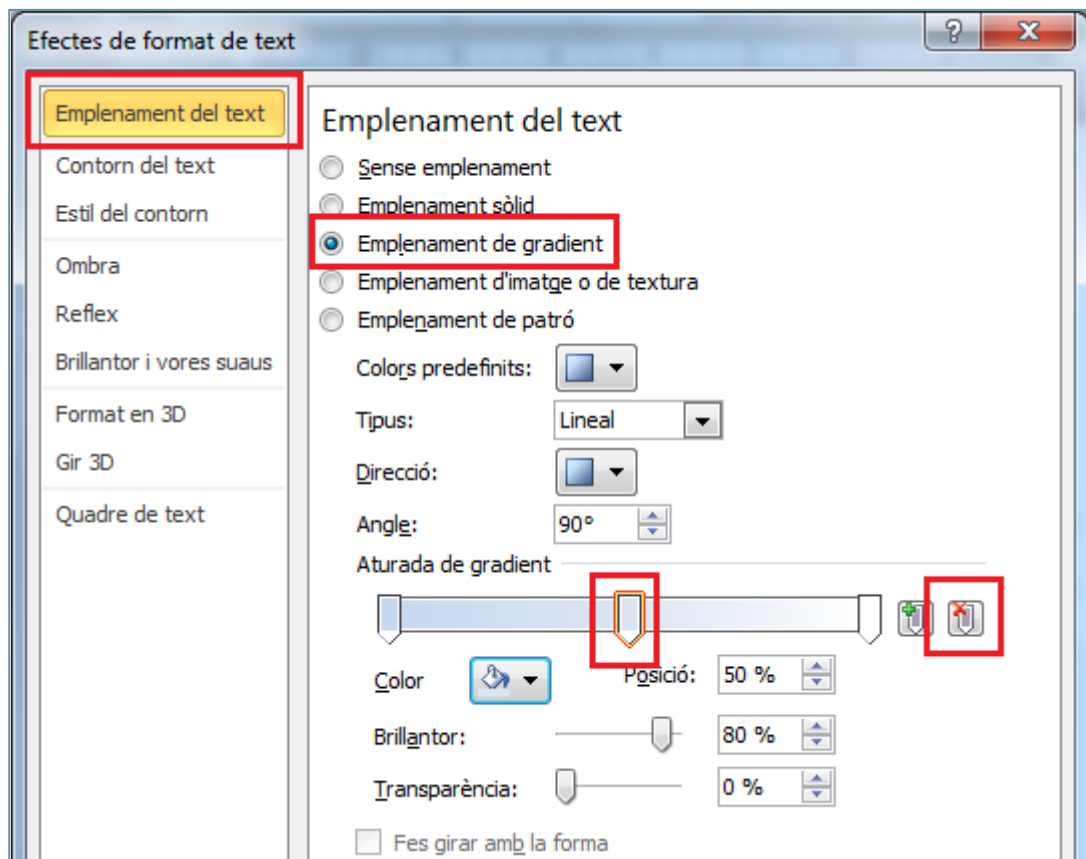 Efectes de format de text
Emplenament del text
Contorn del text
Estil del contorn
Ombra
Reflex
Brillantor i vores suaus
Format en 3D
Gir 3D
Quadre de text
Emplenament del text
Sense emplenament
Emplenament sòlid
Emplenament de gradient
Emplenament d'imatge o de textura
Emplenament de patró
Colors predefinits:
Tipus: Lineal
Direcció:
Angle: 90°
Aturada de gradient
Color Posició: 50 %
Brillantor: 80 %
Transparència: 0 %
Fes girar amb la forma